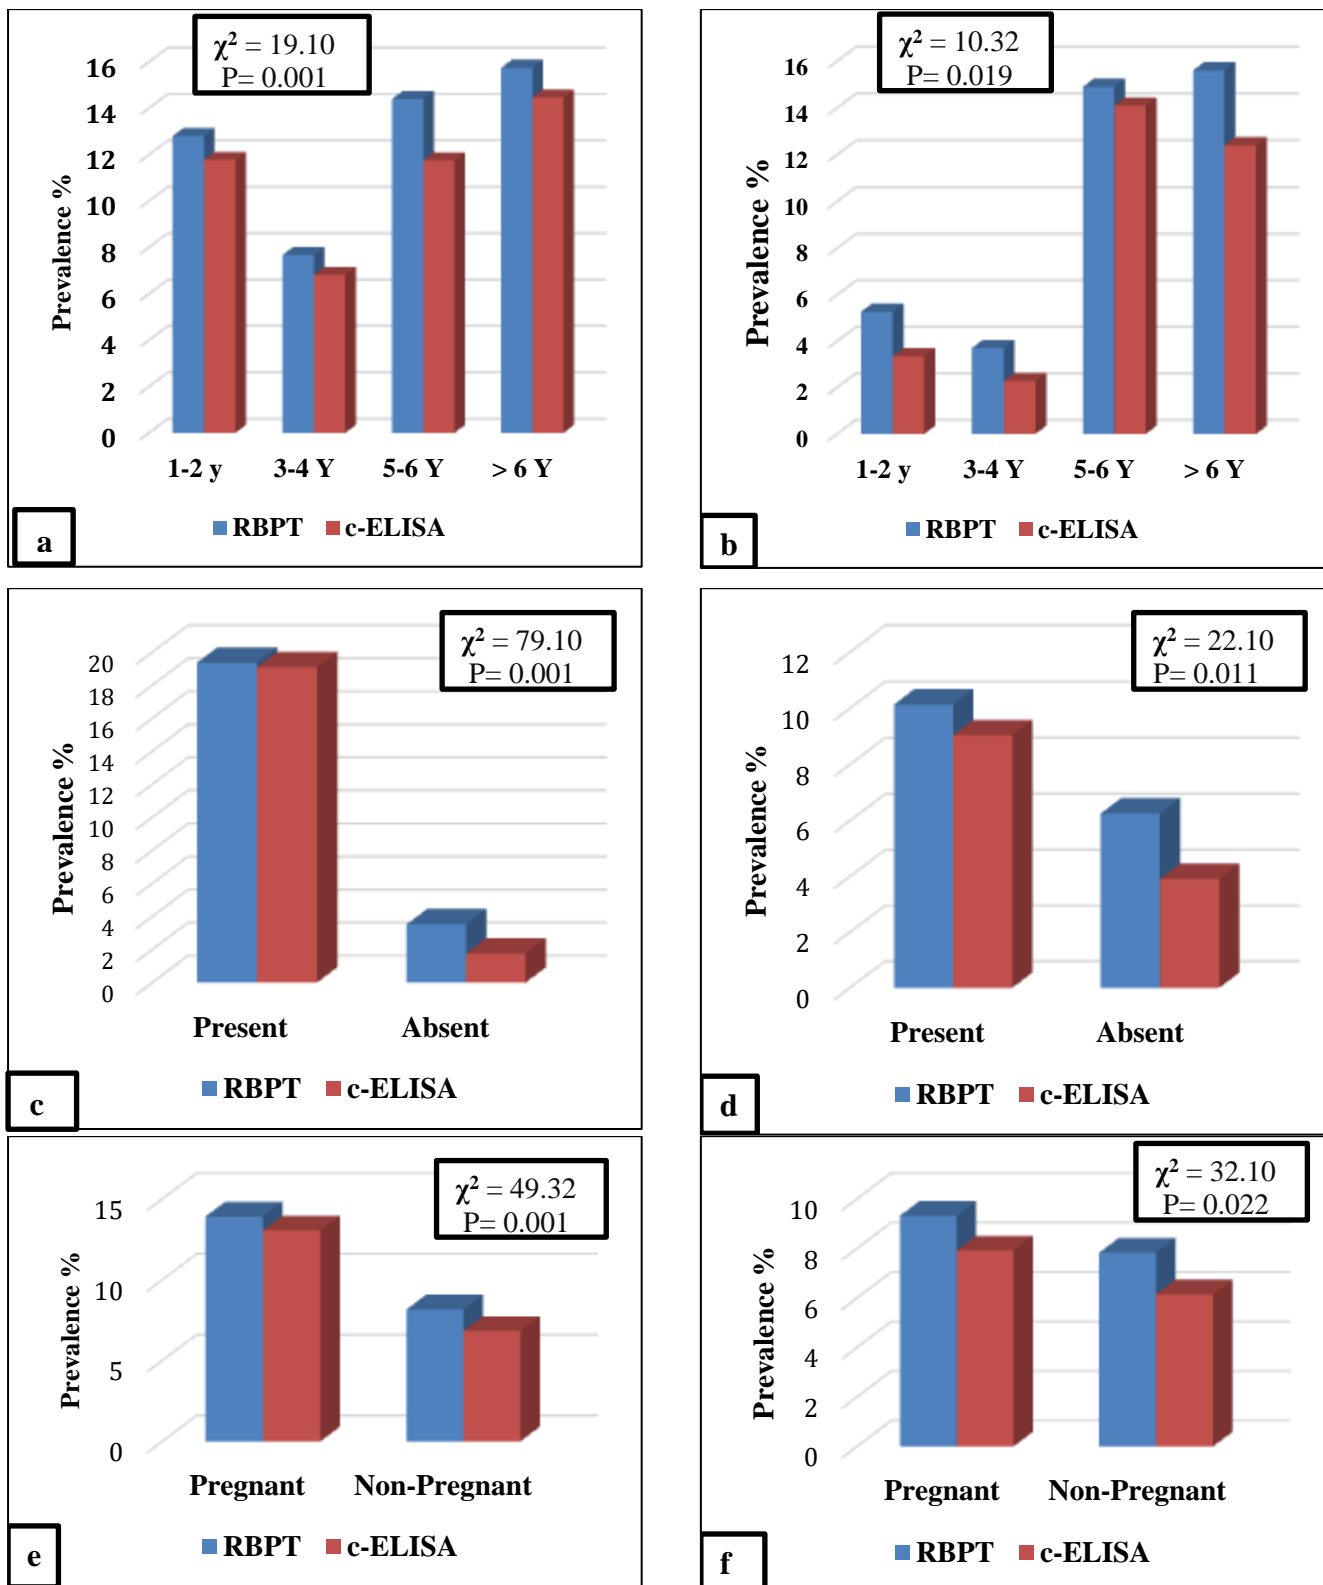 χ² = 19.10
P= 0.001
Prevalence %
16
14
12
10
8
6
4
2
0
1-2 y 3-4 Y 5-6 Y > 6 Y
RBPT c-ELISA
a
χ² = 10.32
P= 0.019
Prevalence %
16
14
12
10
8
6
4
2
0
1-2 y 3-4 Y 5-6 Y > 6 Y
RBPT c-ELISA
b
χ² = 79.10
P= 0.001
Prevalence %
20
18
16
14
12
10
8
6
4
2
0
Present Absent
RBPT c-ELISA
c
χ² = 22.10
P= 0.011
Prevalence %
12
10
8
6
4
2
0
Present Absent
RBPT c-ELISA
d
χ² = 49.32
P= 0.001
Prevalence %
15
10
5
0
Pregnant Non-Pregnant
RBPT c-ELISA
e
χ² = 32.10
P= 0.022
Prevalence %
10
8
6
4
2
0
Pregnant Non-Pregnant
RBPT c-ELISA
f